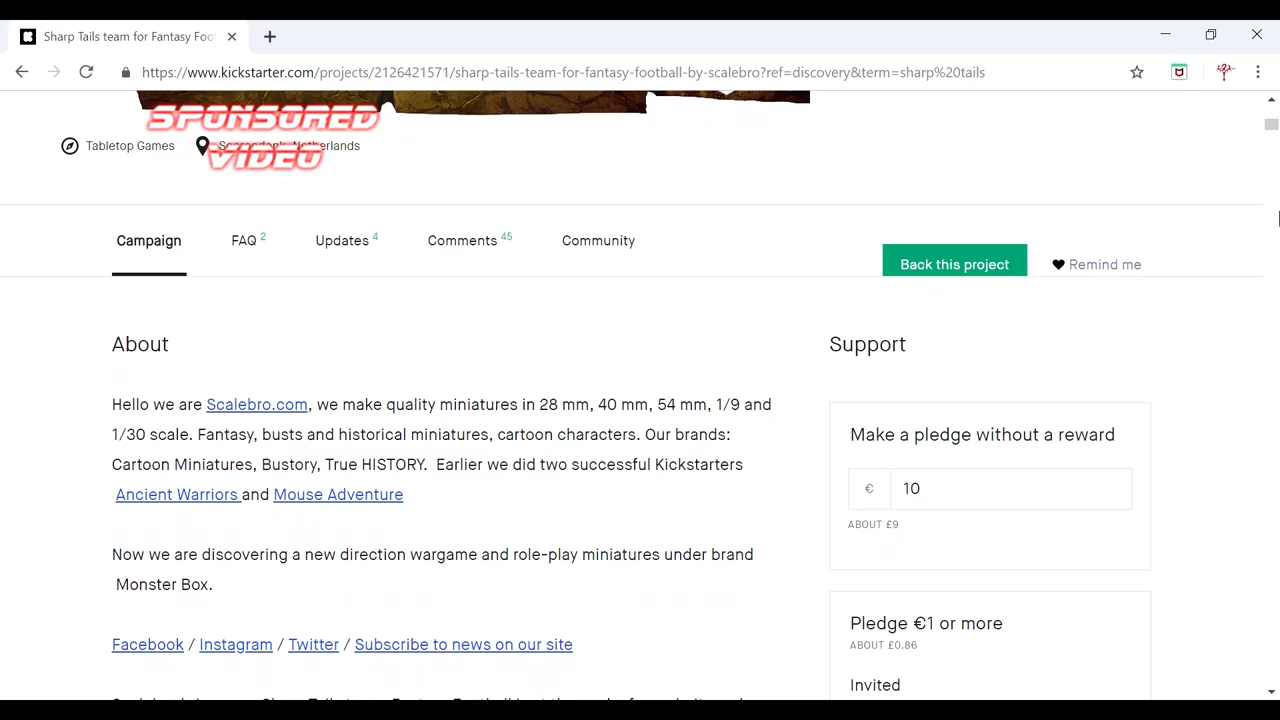 Sharp Tails team for Fantasy Foo
https://www.kickstarter.com/projects/2126421571/sharp-tails-team-for-fantasy-football-by-scalebro?ref=discovery&term=sharp%20tails
SPONSORED
VIDEO
Tabletop Games
Netherlands
Campaign
FAQ 2
Updates 4
Comments 45
Community
Back this project
Remind me
About
Support
Hello we are Scalebro.com, we make quality miniatures in 28 mm, 40 mm, 54 mm, 1/9 and
1/30 scale. Fantasy, busts and historical miniatures, cartoon characters. Our brands:
Cartoon Miniatures, Bustory, True HISTORY. Earlier we did two successful Kickstarters
Ancient Warriors and Mouse Adventure
Now we are discovering a new direction wargame and role-play miniatures under brand
Monster Box.
Facebook / Instagram / Twitter / Subscribe to news on our site
Make a pledge without a reward
€ 10
ABOUT £9
Pledge €1 or more
ABOUT £0.86
Invited